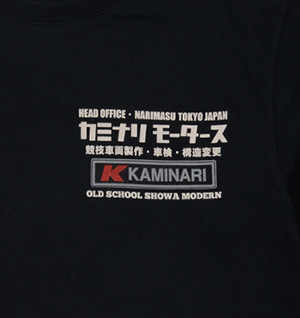 HEAD OFFICE・NARIMASU TOKYO JAPAN
カミナリ モータース
競技車両製作・車検・構造変更
K KAMINARI
OLD SCHOOL SHOWA MODERN